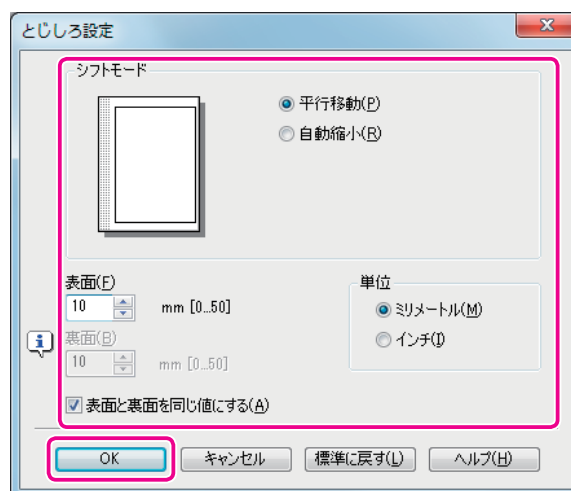 とじしろ設定
シフトモード
平行移動(P)
自動縮小(R)
表面(F)
10 mm [0...50]
裏面(B)
10 mm [0...50]
単位
ミリメートル(M)
インチ(I)
表面と裏面を同じ値にする(A)
OK キャンセル 標準に戻す(L) ヘルプ(H)